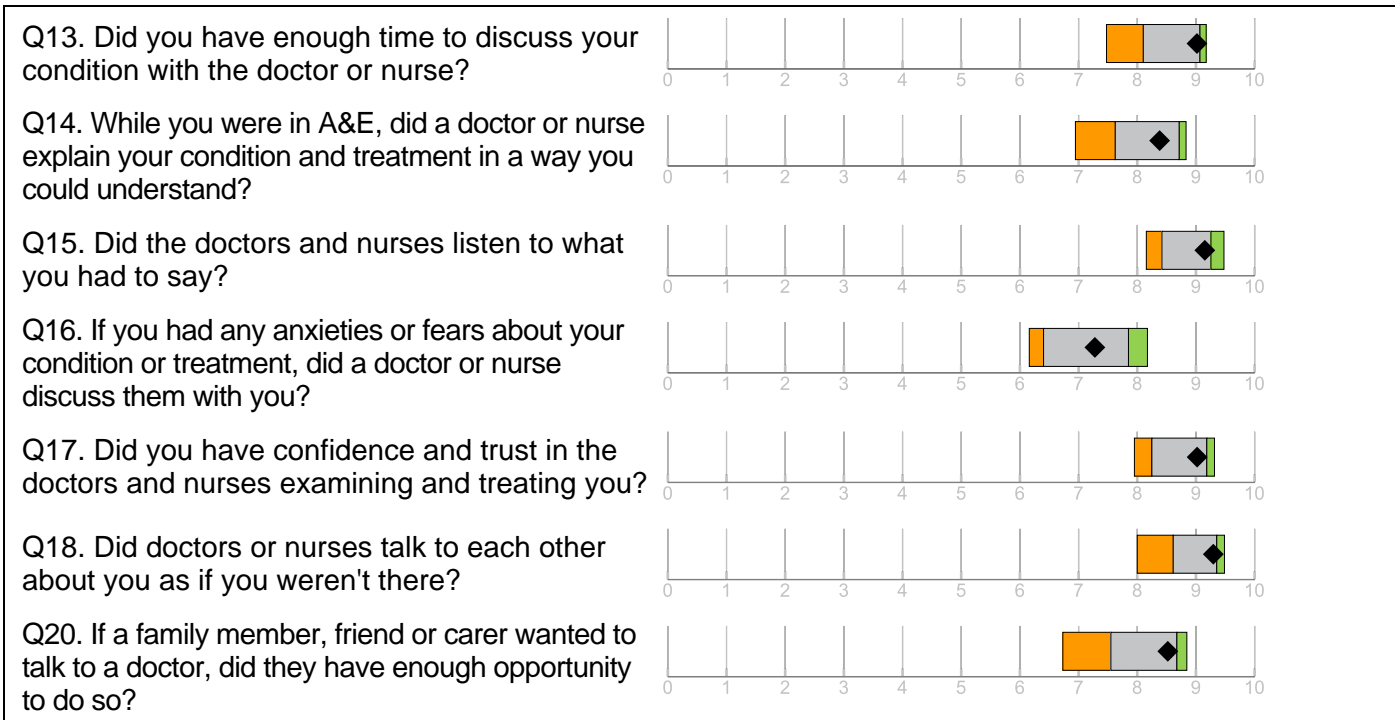 Q13. Did you have enough time to discuss your
condition with the doctor or nurse?
0 1 2 3 4 5 6 7 8 9 10
Q14. While you were in A&E, did a doctor or nurse
explain your condition and treatment in a way you
could understand?
0 1 2 3 4 5 6 7 8 9 10
Q15. Did the doctors and nurses listen to what
you had to say?
0 1 2 3 4 5 6 7 8 9 10
Q16. If you had any anxieties or fears about your
condition or treatment, did a doctor or nurse
discuss them with you?
0 1 2 3 4 5 6 7 8 9 10
Q17. Did you have confidence and trust in the
doctors and nurses examining and treating you?
0 1 2 3 4 5 6 7 8 9 10
Q18. Did doctors or nurses talk to each other
about you as if you weren't there?
0 1 2 3 4 5 6 7 8 9 10
Q20. If a family member, friend or carer wanted to
talk to a doctor, did they have enough opportunity
to do so?
0 1 2 3 4 5 6 7 8 9 10